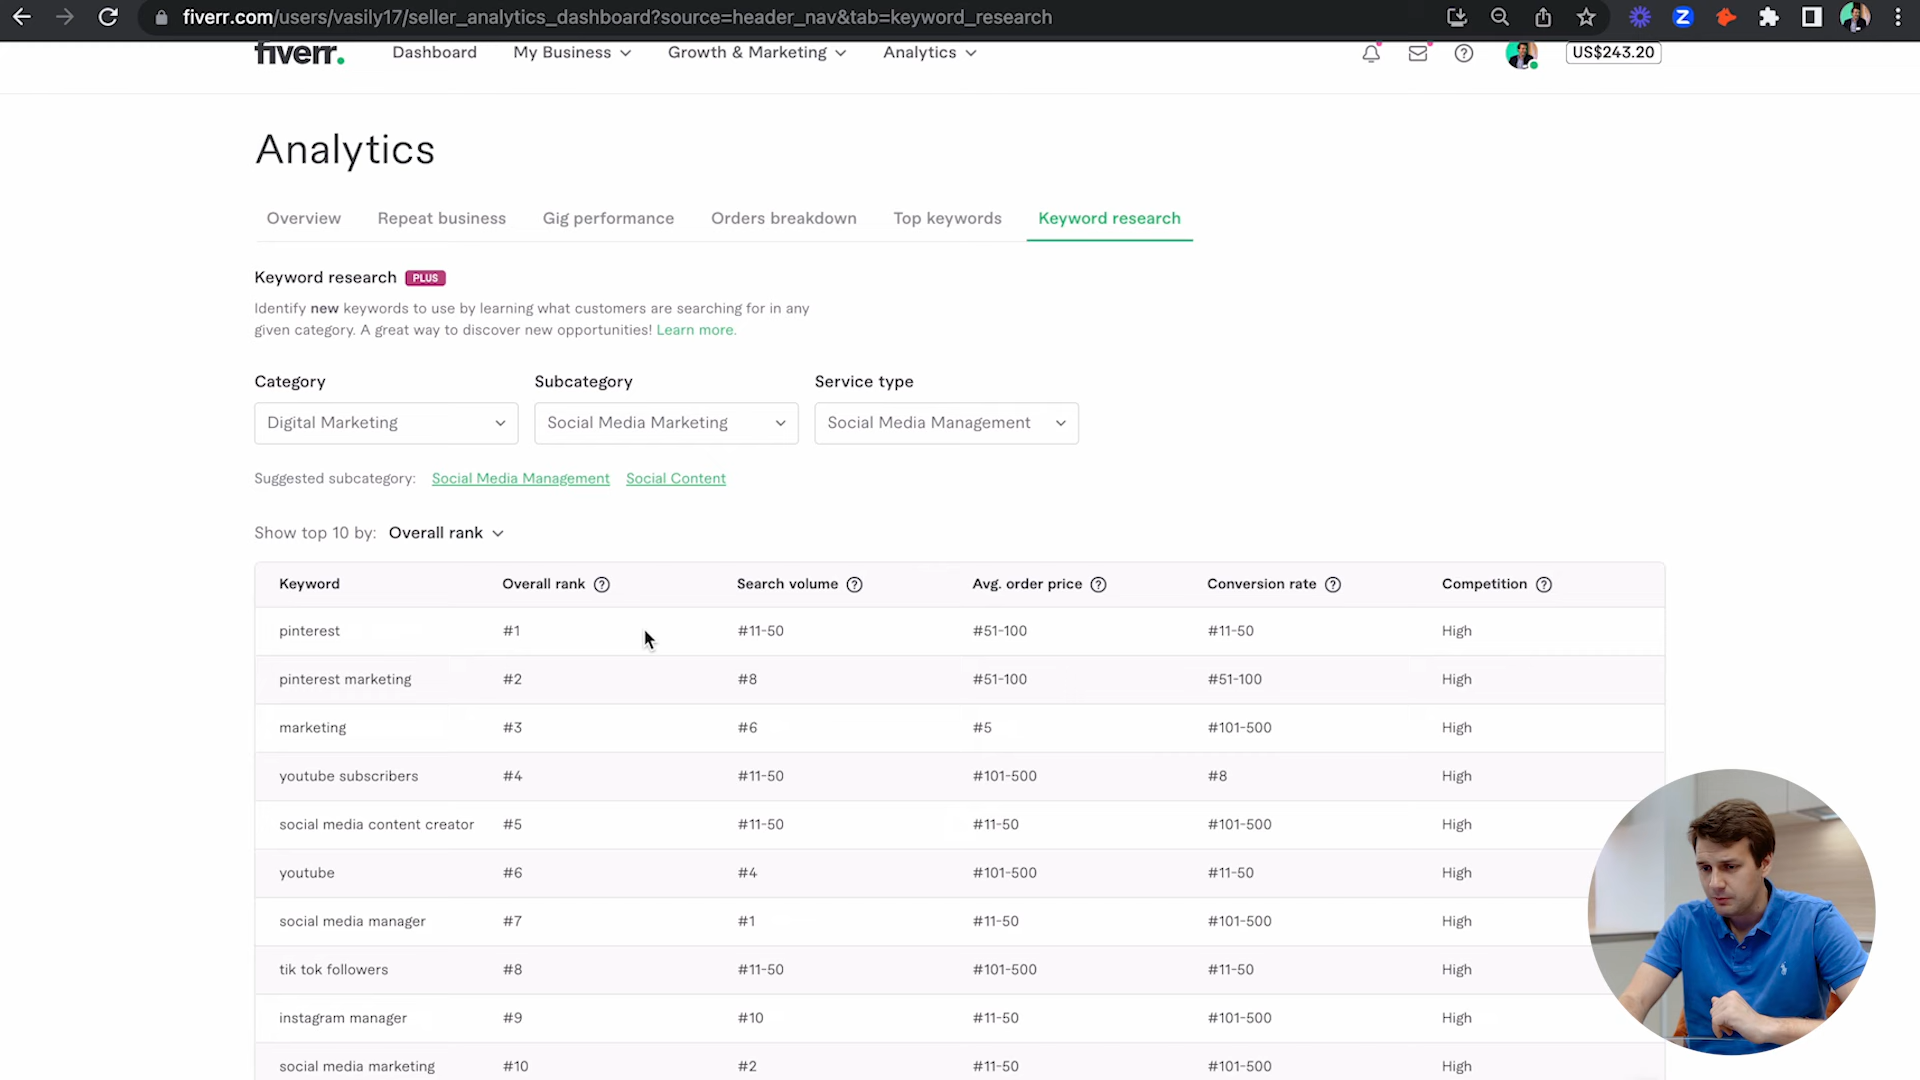 fiverr.com/users/vasily17/seller_analytics_dashboard?source=header_nav&tab=keyword_research
fiverr. Dashboard My Business Growth & Marketing Analytics US$243.20
Analytics
Overview Repeat business Gig performance Orders breakdown Top keywords Keyword research
Keyword research PLUS
Identify new keywords to use by learning what customers are searching for in any
given category. A great way to discover new opportunities! Learn more.
Category Subcategory Service type
Digital Marketing Social Media Marketing Social Media Management
Suggested subcategory: Social Media Management Social Content
Show top 10 by: Overall rank
Keyword Overall rank Search volume Avg. order price Conversion rate Competition
pinterest #1 #11-50 #51-100 #11-50 High
pinterest marketing #2 #8 #51-100 #51-100 High
marketing #3 #6 #5 #101-500 High
youtube subscribers #4 #11-50 #101-500 #8 High
social media content creator #5 #11-50 #11-50 #101-500 High
youtube #6 #4 #101-500 #11-50 High
social media manager #7 #1 #11-50 #101-500 High
tik tok followers #8 #11-50 #101-500 #11-50 High
instagram manager #9 #10 #11-50 #101-500 High
social media marketing #10 #2 #11-50 #101-500 High